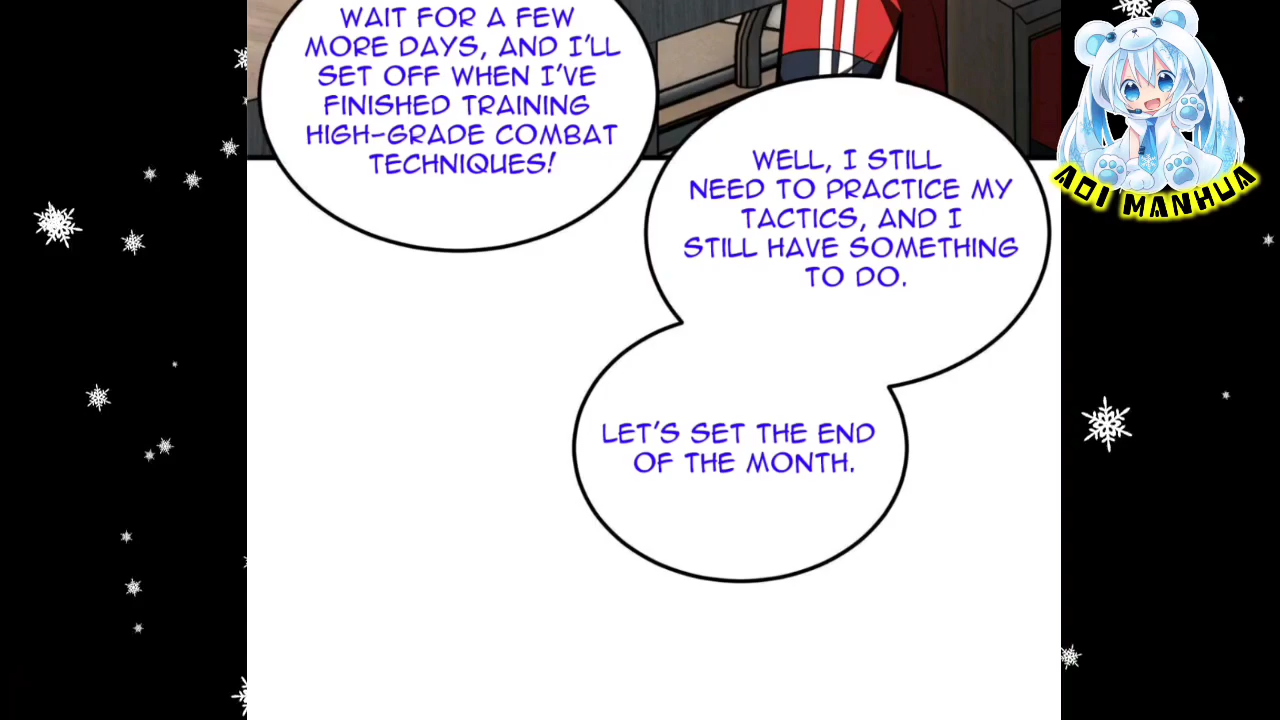 WAIT FOR A FEW
MORE DAYS, AND I'LL
SET OFF WHEN I'VE
FINISHED TRAINING
HIGH-GRADE COMBAT
TECHNIQUES!
WELL, I STILL
NEED TO PRACTICE MY
TACTICS, AND I
STILL HAVE SOMETHING
TO DO.
LET'S SET THE END
OF THE MONTH.
AOI MANHUA